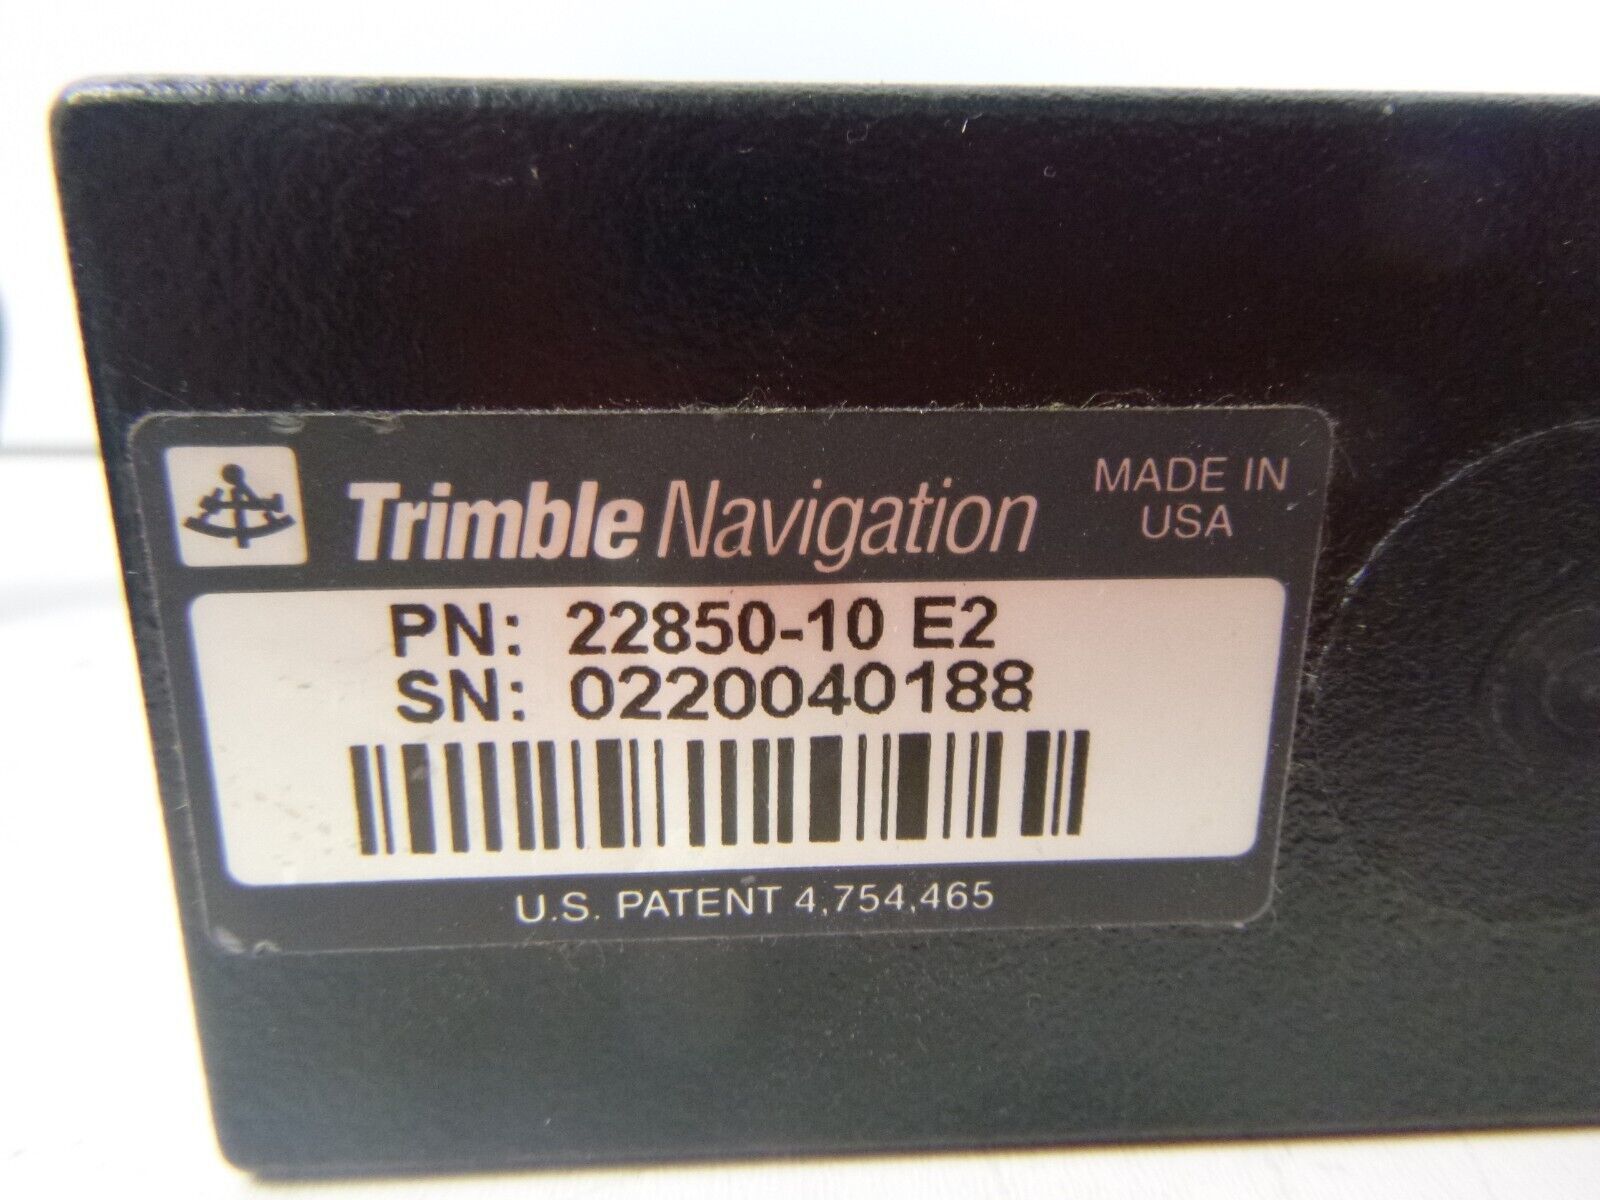 Trimble Navigation
MADE IN
USA
PN: 22850-10 E2
SN: 0220040188
U.S. PATENT 4,754,465